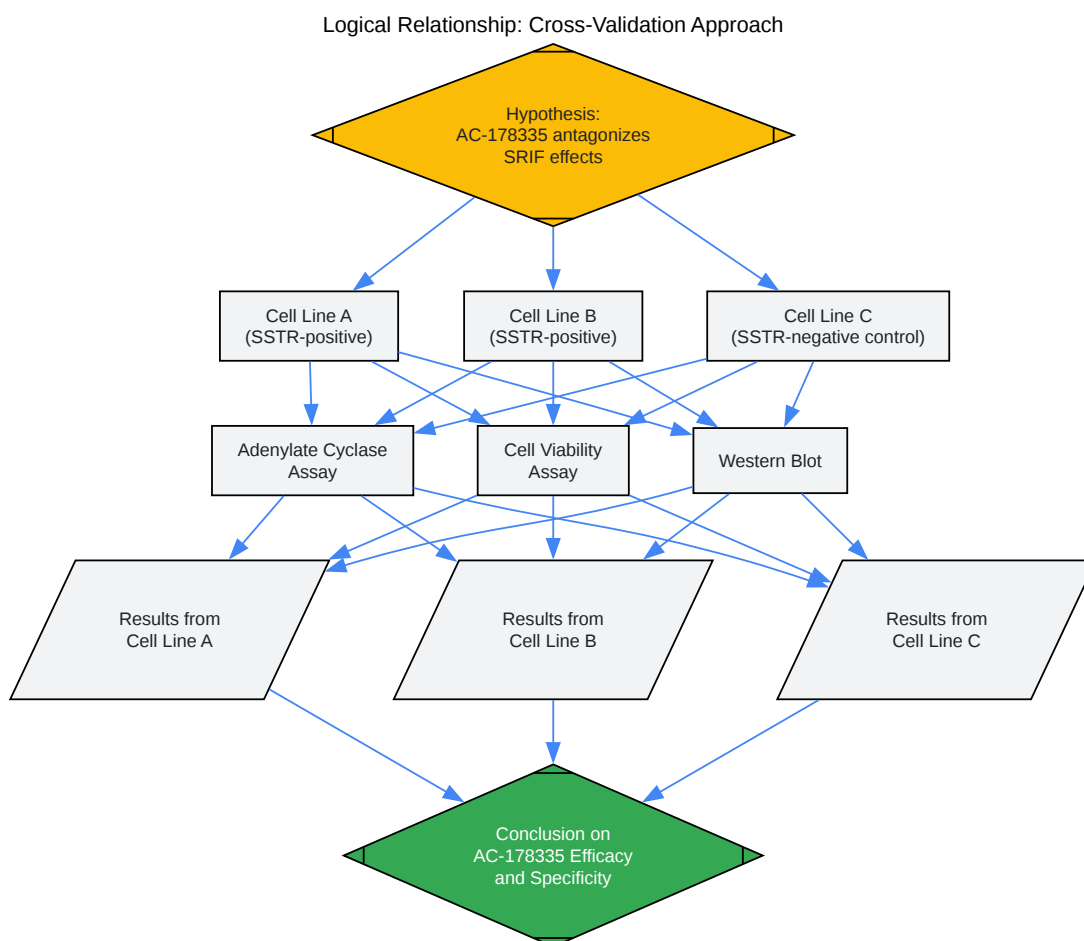 Logical Relationship: Cross-Validation Approach
Hypothesis:
AC-178335 antagonizes
SRIF effects
Cell Line A
(SSTR-positive)
Cell Line B
(SSTR-positive)
Cell Line C
(SSTR-negative control)
Adenylate Cyclase
Assay
Cell Viability
Assay
Western Blot
Results from
Cell Line A
Results from
Cell Line B
Results from
Cell Line C
Conclusion on
AC-178335 Efficacy
and Specificity